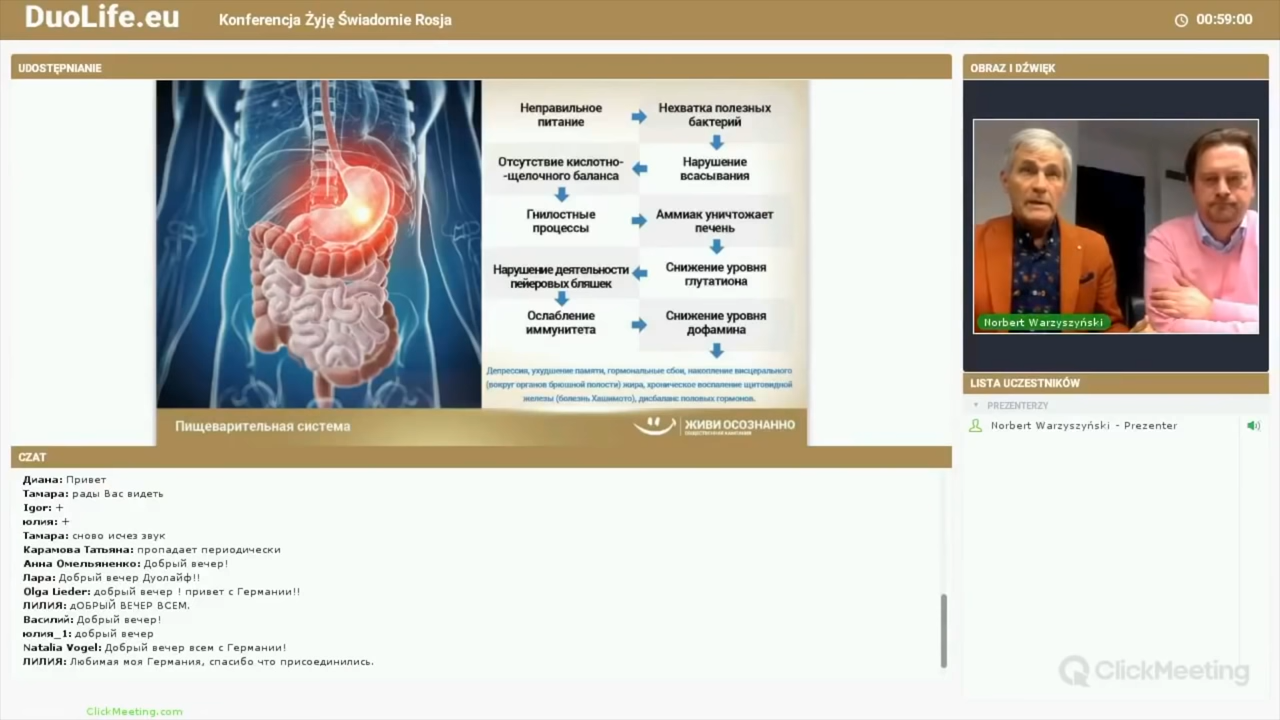 DuoLife.eu
Konferencja Żyję Świadomie Rosja
00:59:00
UDOSTĘPNIANIE
OBRAZ I DŹWIĘK
Неправильное
питание
Нехватка полезных
бактерий
Отсутствие кислотно-
-щелочного баланса
Нарушение
всасывания
Гнилостные
процессы
Аммиак уничтожает
печень
Нарушение деятельности
пейеровых бляшек
Снижение уровня
глутатиона
Ослабление
иммунитета
Снижение уровня
дофамина
Депрессии, ухудшение памяти, гормональные сбои, накопление висцерального
(вокруг органов брюшной полости) жира, хроническое воспаление щитовидной
железы (болезнь Хашимото), дисбаланс половых гормонов.
Пищеварительная система
ЖИВИ ОСОЗНАННО
ОБЩЕСТВЕННАЯ КАМПАНИЯ
Norbert Warzyszyński
LISTA UCZESTNIKÓW
PREZENTERZY
Norbert Warzyszyński - Prezenter
CZAT
Диана: Привет
Тамара: рады Вас видеть
Igor: +
юлия: +
Тамара: сново исчез звук
Карамова Татьяна: пропадает периодически
Анна Омельяненко: Добрый вечер!
Лара: Добрый вечер Дуолайф!!
Olga Lieder: добрый вечер ! привет с Германии!!
ЛИЛИЯ: дОБРЫЙ ВЕЧЕР ВСЕМ.
Василий: Добрый вечер!
юлия_1: добрый вечер
Natalia Vogel: Добрый вечер всем с Германии!
ЛИЛИЯ: Любимая моя Германия, спасибо что присоединились.
ClickMeeting
ClickMeeting.com